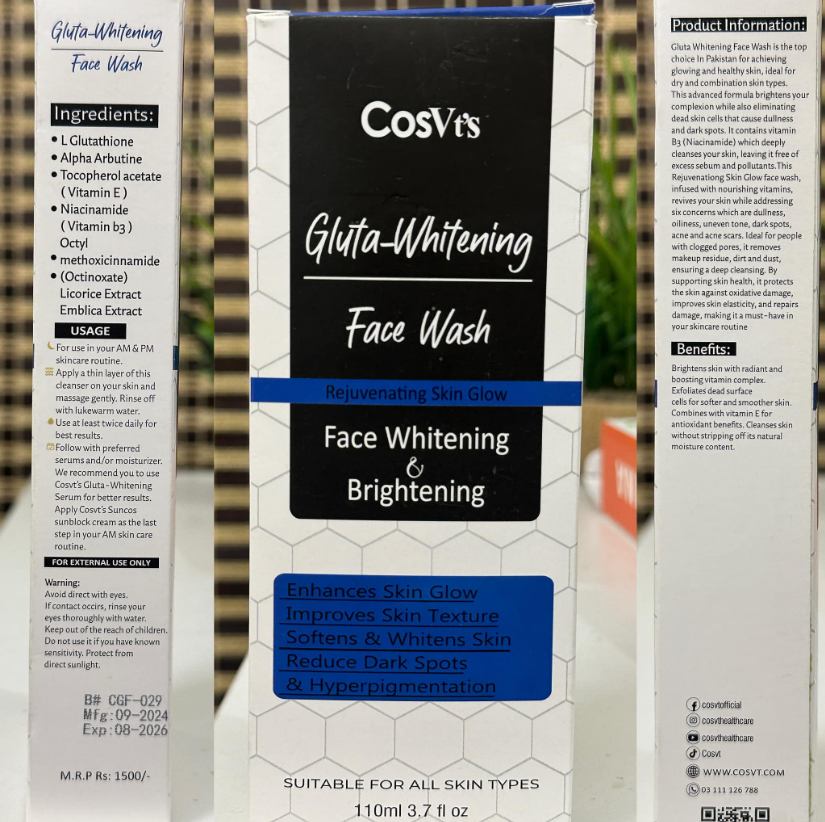 Gluta-Whitening
Face Wash
Ingredients:
• L Glutathione
• Alpha Arbutine
• Tocopherol acetate
(Vitamin E)
• Niacinamide
(Vitamin b3)
Octyl
• methoxicinnamide
• (Octinoxate)
Licorice Extract
Emblica Extract
USAGE
For use in your AM & PM
skincare routine.
Apply a thin layer of this
cleanser on your skin and
massage gently. Rinse off
with lukewarm water.
Use at least twice daily for
best results.
Follow with preferred
serums and/or moisturizer.
We recommend you to use
Cosvt's Gluta-Whitening
Serum for better results.
Apply Cosvt's Suncos
sunblock cream as the last
step in your AM skin care
routine.
FOR EXTERNAL USE ONLY
Warning:
Avoid direct with eyes.
If contact occirs, rinse your
eyes thoroughly with water.
Keep out of the reach of children.
Do not use it if you have known
sensitivity. Protect from
direct sunlight.
B# CGF-029
Mfg:09-2024
Exp:08-2026
M.R.P Rs: 1500/-
CosVt's
Gluta-Whitening
Face Wash
Rejuvenating Skin Glow
Face Whitening
&
Brightening
Enhances Skin Glow
Improves Skin Texture
Softens & Whitens Skin
Reduce Dark Spots
& Hyperpigmentation
SUITABLE FOR ALL SKIN TYPES
110ml 3.7 fl oz
Product Information:
Gluta Whitening Face Wash is the top
choice In Pakistan for achieving
glowing and healthy skin, ideal for
dry and combination skin types.
This advanced formula brightens your
complexion while also eliminating
dead skin cells that cause dullness
and dark spots. It contains vitamin
B3 (Niacinamide) which deeply
cleanses your skin, leaving it free of
excess sebum and pollutants.This
Rejuvenationg Skin Glow face wash,
infused with nourishing vitamins,
revives your skin while addressing
six concerns which are dullness,
oiliness, uneven tone, dark spots,
acne and acne scars. Ideal for people
with clogged pores, it removes
makeup residue, dirt and dust,
ensuring a deep cleansing. By
supporting skin health, it protects
the skin against oxidative damage,
improves skin elasticity, and repairs
damage, making it a must-have in
your skincare routine
Benefits:
Brightens skin with radiant and
boosting vitamin complex.
Exfoliates dead surface
cells for softer and smoother skin.
Combines with vitamin E for
antioxidant benefits. Cleanses skin
without stripping off its natural
moisture content.
cosvtofficial
cosvthealthcare
cosvthealthcare
Cosvt
WWW.COSVT.COM
03 111 126 788